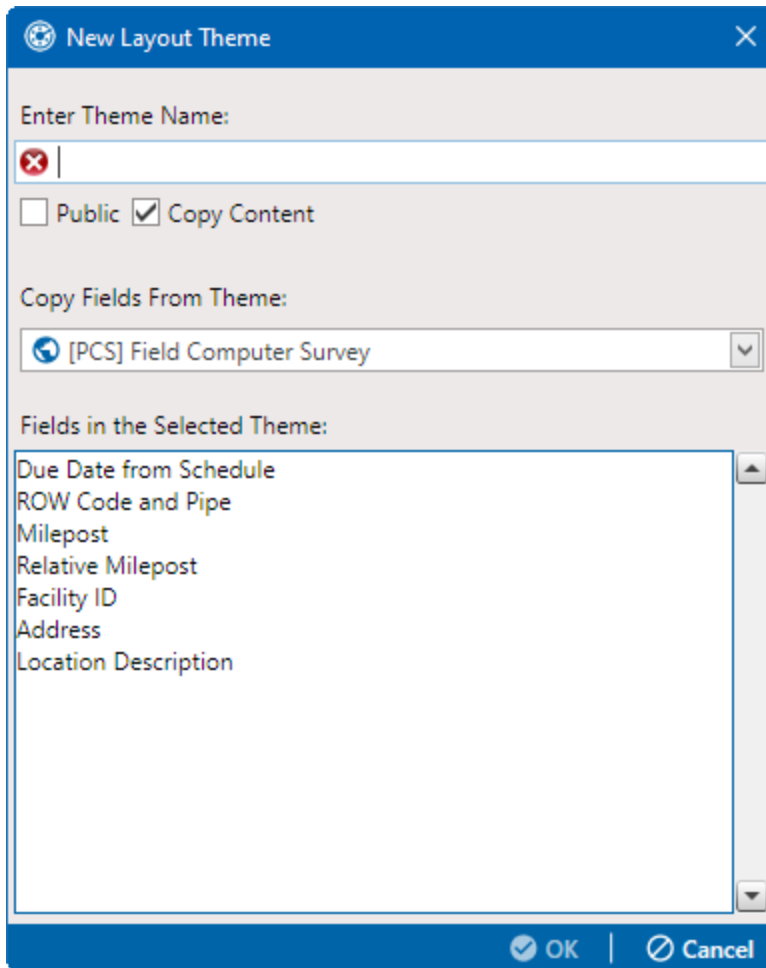 New Layout Theme
Enter Theme Name:
Public Copy Content
Copy Fields From Theme:
[PCS] Field Computer Survey
Fields in the Selected Theme:
Due Date from Schedule
ROW Code and Pipe
Milepost
Relative Milepost
Facility ID
Address
Location Description
OK | Cancel